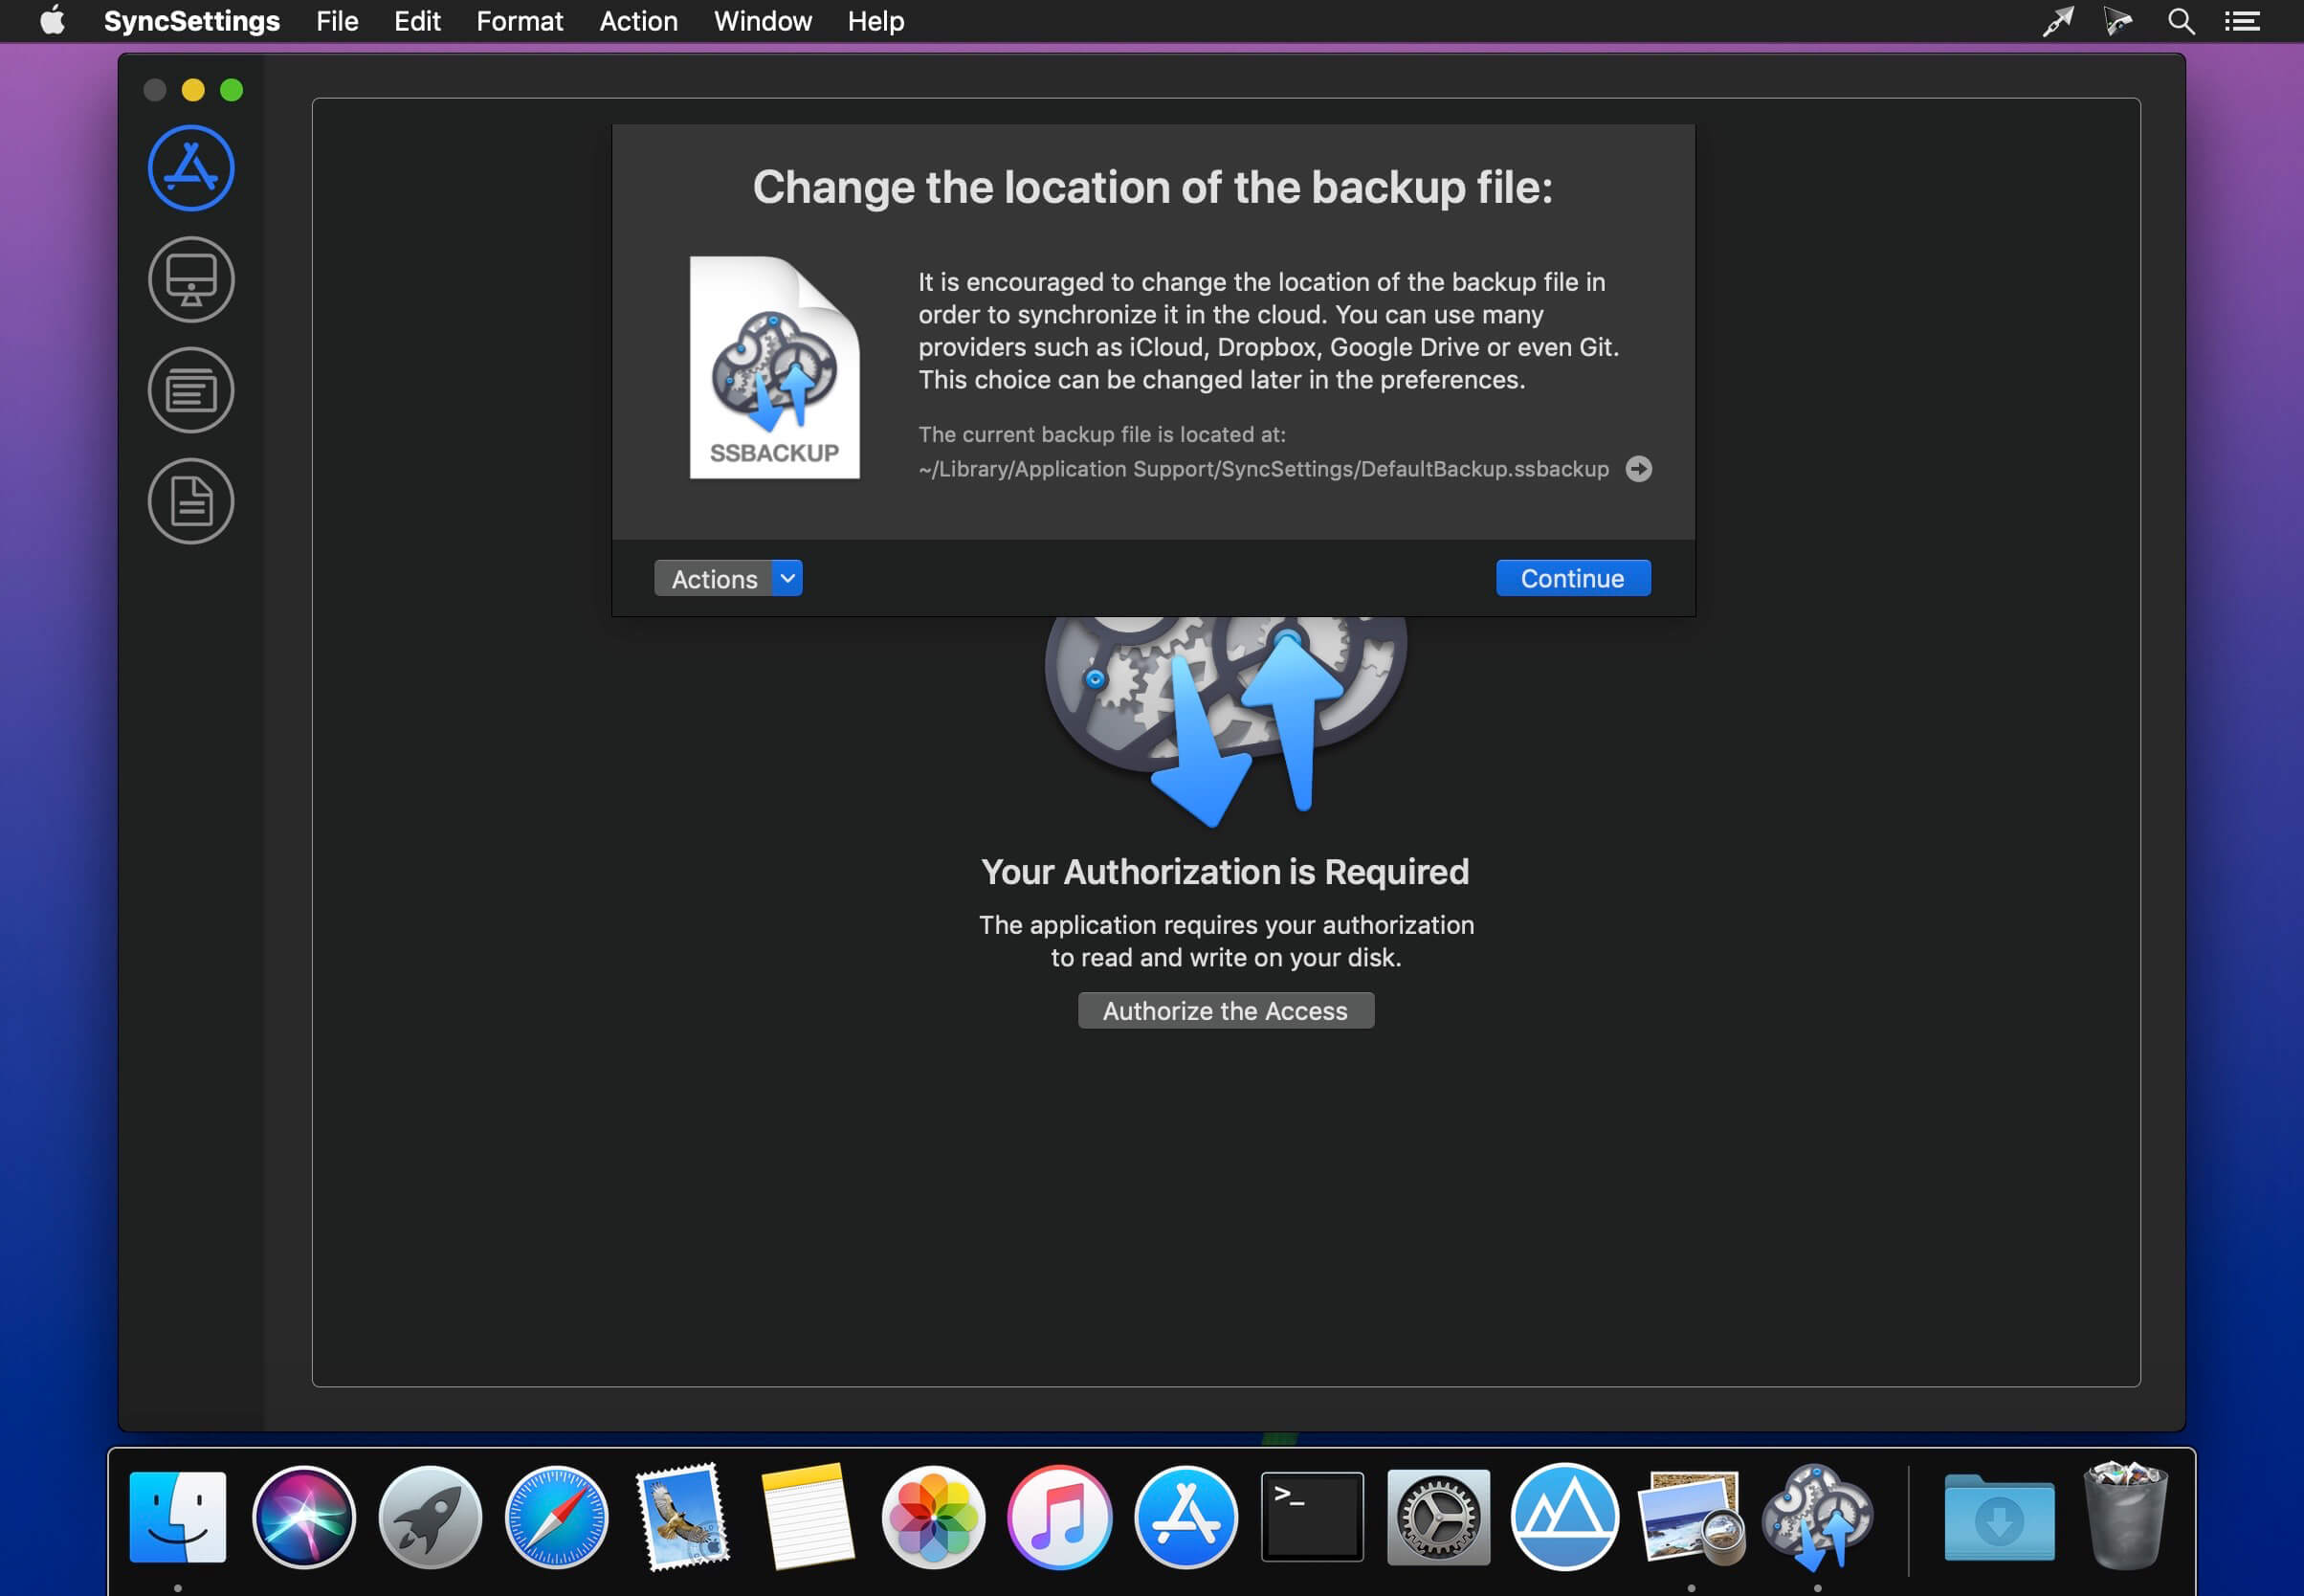 SyncSettings File Edit Format Action Window Help
Change the location of the backup file:
It is encouraged to change the location of the backup file in
order to synchronize it in the cloud. You can use many
providers such as iCloud, Dropbox, Google Drive or even Git.
This choice can be changed later in the preferences.
SSBACKUP
The current backup file is located at:
~/Library/Application Support/SyncSettings/DefaultBackup.ssbackup
Actions
Continue
Your Authorization is Required
The application requires your authorization
to read and write on your disk.
Authorize the Access
>_